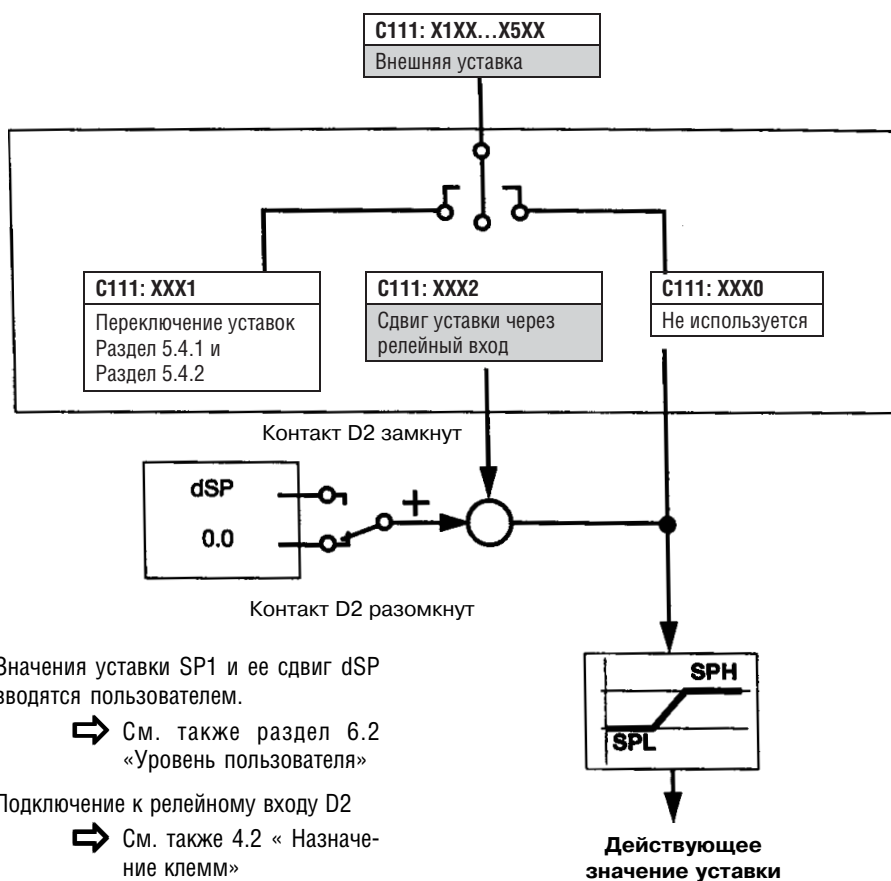 C111: X1XX...X5XX
Внешняя уставка
C111: XXX1
Переключение уставок
Раздел 5.4.1 и
Раздел 5.4.2
C111: XXX2
Сдвиг уставки через
релейный вход
C111: XXX0
Не используется
Контакт D2 замкнут
dSP
0.0
+
Контакт D2 разомкнут
Значения уставки SP1 и ее сдвиг dSP
вводятся пользователем.
См. также раздел 6.2
«Уровень пользователя»
Подключение к релейному входу D2
См. также 4.2 « Назначе-
ние клемм»
SPH
SPL
Действующее
значение уставки